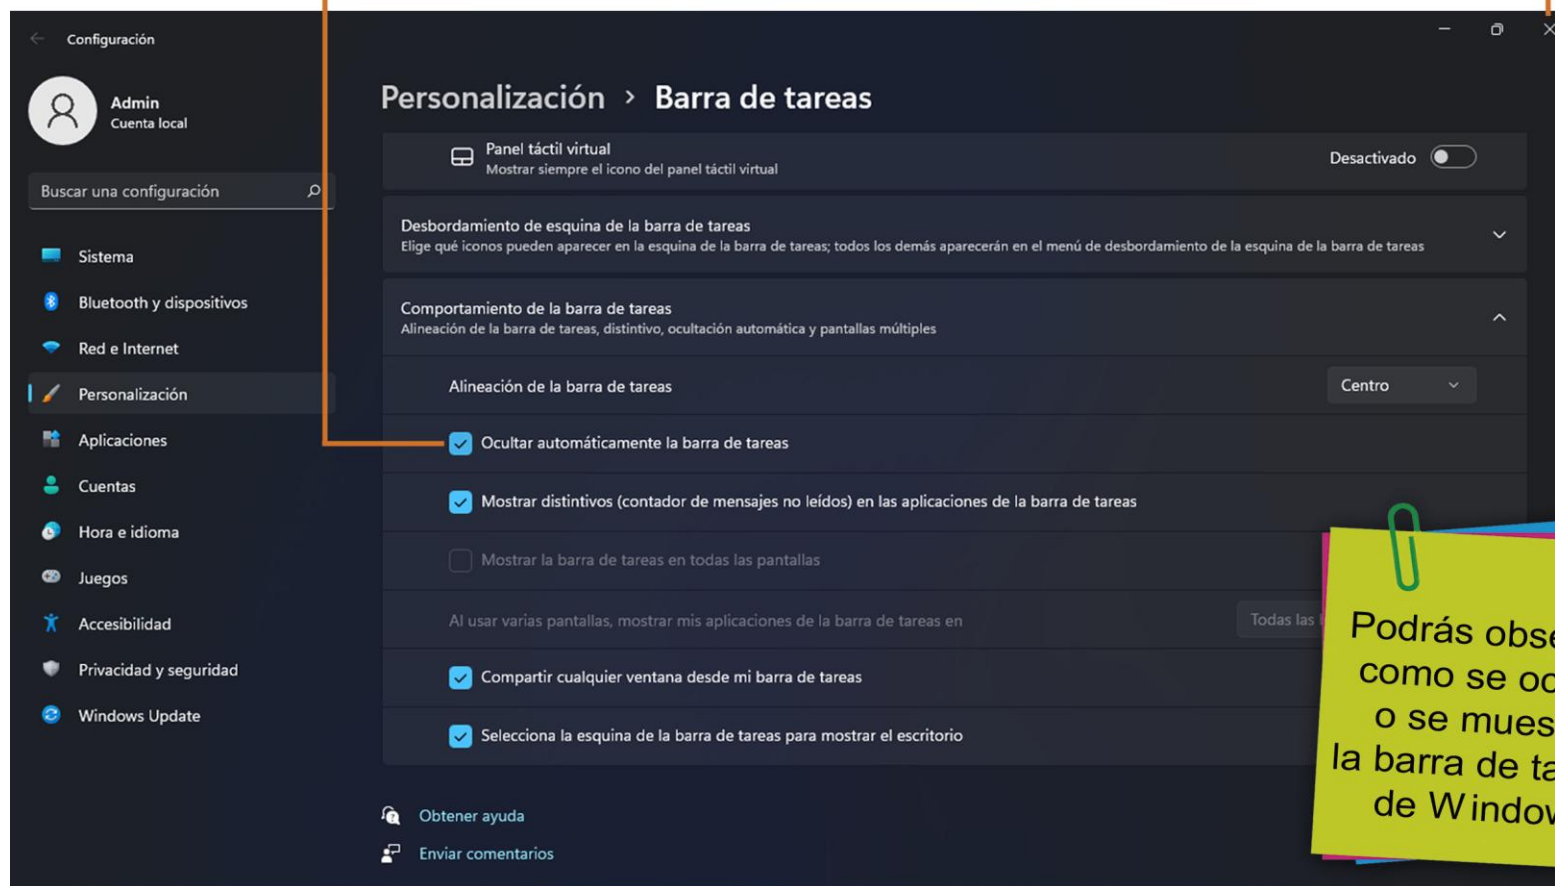 Configuración
Admin
Cuenta local
Buscar una configuración
Sistema
Bluetooth y dispositivos
Red e Internet
Personalización
Aplicaciones
Cuentas
Hora e idioma
Juegos
Accesibilidad
Privacidad y seguridad
Windows Update
Personalización > Barra de tareas
Panel táctil virtual
Mostrar siempre el icono del panel táctil virtual
Desactivado
Desbordamiento de esquina de la barra de tareas
Elige qué iconos pueden aparecer en la esquina de la barra de tareas; todos los demás aparecerán en el menú de desbordamiento de la esquina de la barra de tareas
Comportamiento de la barra de tareas
Alineación de la barra de tareas, distintivo, ocultación automática y pantallas múltiples
Alineación de la barra de tareas
Centro
Ocultar automáticamente la barra de tareas
Mostrar distintivos (contador de mensajes no leídos) en las aplicaciones de la barra de tareas
Mostrar la barra de tareas en todas las pantallas
Al usar varias pantallas, mostrar mis aplicaciones de la barra de tareas en
Todas las
Compartir cualquier ventana desde mi barra de tareas
Selecciona la esquina de la barra de tareas para mostrar el escritorio
Obtener ayuda
Enviar comentarios
Podrás obse
como se oc
o se mues
la barra de ta
de Window